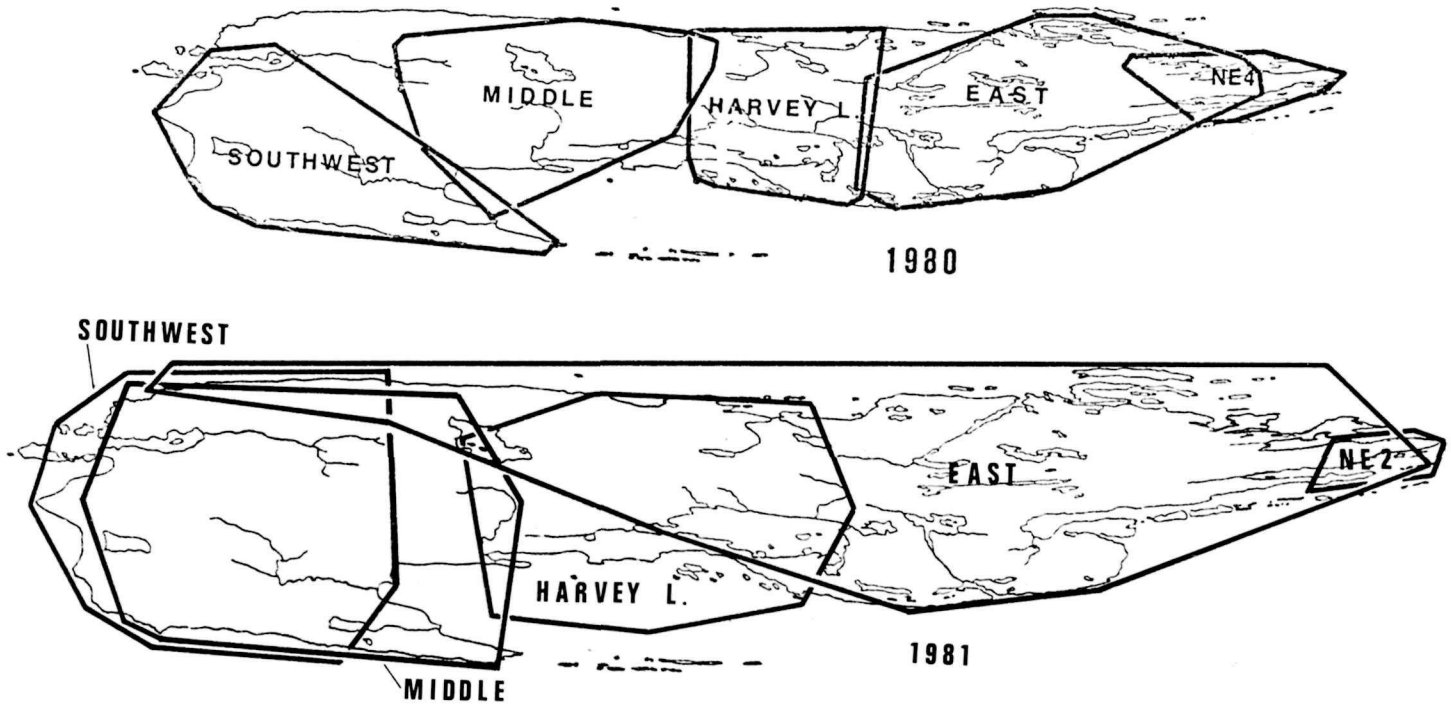 MIDDLE
HARVEY L.
EAST
NE4
SOUTHWEST
1980
SOUTHWEST
EAST
NE2
HARVEY L.
1981
MIDDLE